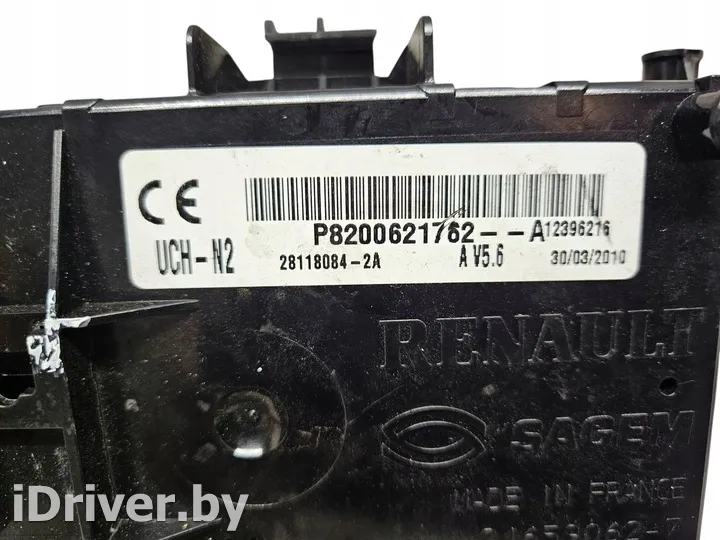 CE
P8200621762--A12396216
UCH-N2
28118084-2A A V5.6 30/03/2010
RENAULT
SAGEM
MADE IN FRANCE
iDriver.by